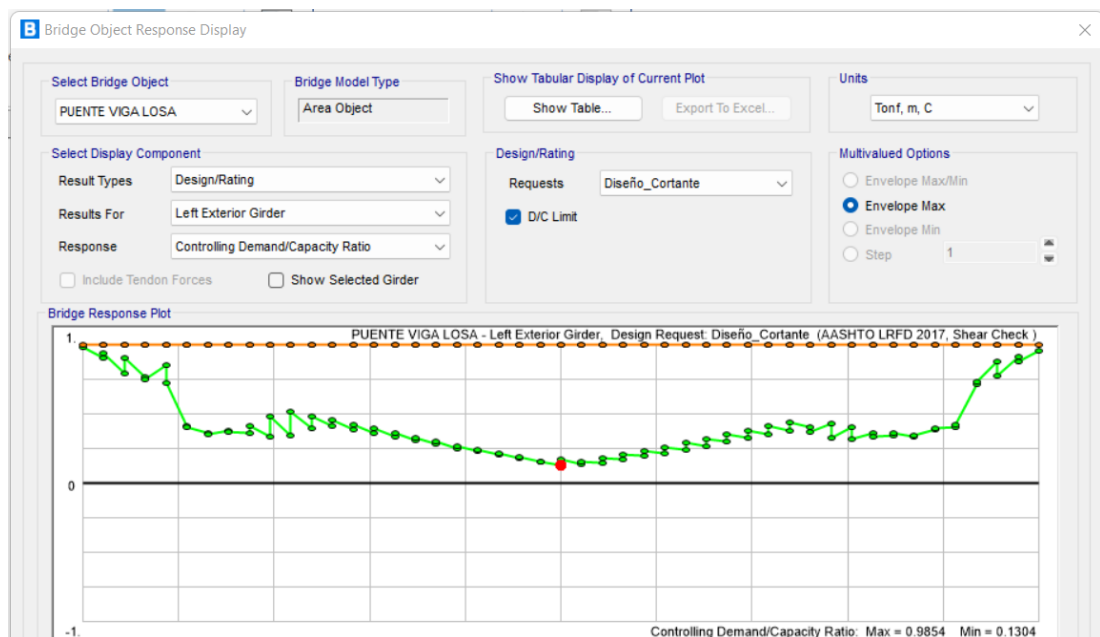 B Bridge Object Response Display
Select Bridge Object
PUENTE VIGA LOSA
Bridge Model Type
Area Object
Show Tabular Display of Current Plot
Show Table...
Export To Excel...
Units
Tonf, m, C
Select Display Component
Result Types
Design/Rating
Results For
Left Exterior Girder
Response
Controlling Demand/Capacity Ratio
Include Tendon Forces
Show Selected Girder
Design/Rating
Requests
Diseño_Cortante
D/C Limit
Multivalued Options
Envelope Max/Min
Envelope Max
Envelope Min
Step
1
Bridge Response Plot
PUENTE VIGA LOSA - Left Exterior Girder, Design Request: Diseño_Cortante (AASHTO LRFD 2017, Shear Check )
1.
0
-1.
Controlling Demand/Capacity Ratio: Max = 0.9854 Min = 0.1304